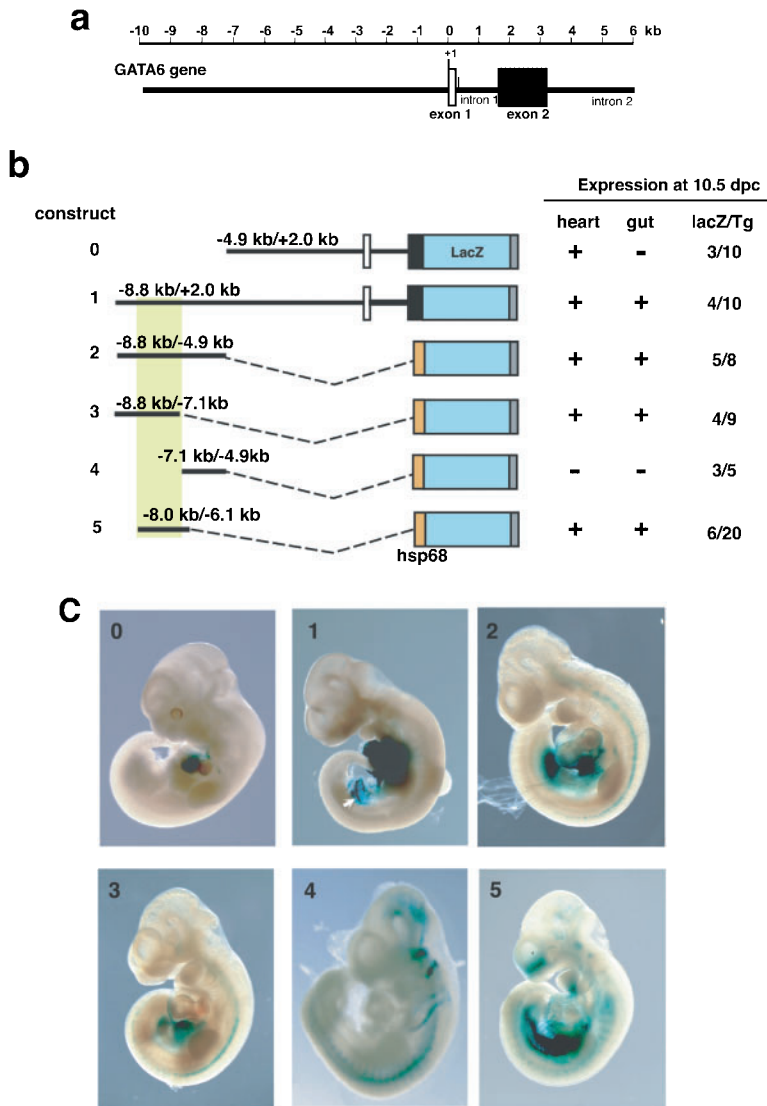 a
-10 -9 -8 -7 -6 -5 -4 -3 -2 -1 0 1 2 3 4 5 6 kb
+1
GATA6 gene
intron 1 intron 2
exon 1 exon 2
b
Expression at 10.5 dpc
construct
heart gut lacZ/Tg
0 -4.9 kb/+2.0 kb LacZ + - 3/10
1 -8.8 kb/+2.0 kb + + 4/10
2 -8.8 kb/-4.9 kb + + 5/8
3 -8.8 kb/-7.1kb + + 4/9
4 -7.1 kb/-4.9kb - - 3/5
5 -8.0 kb/-6.1 kb + + 6/20
hsp68
C
0 1 2
3 4 5